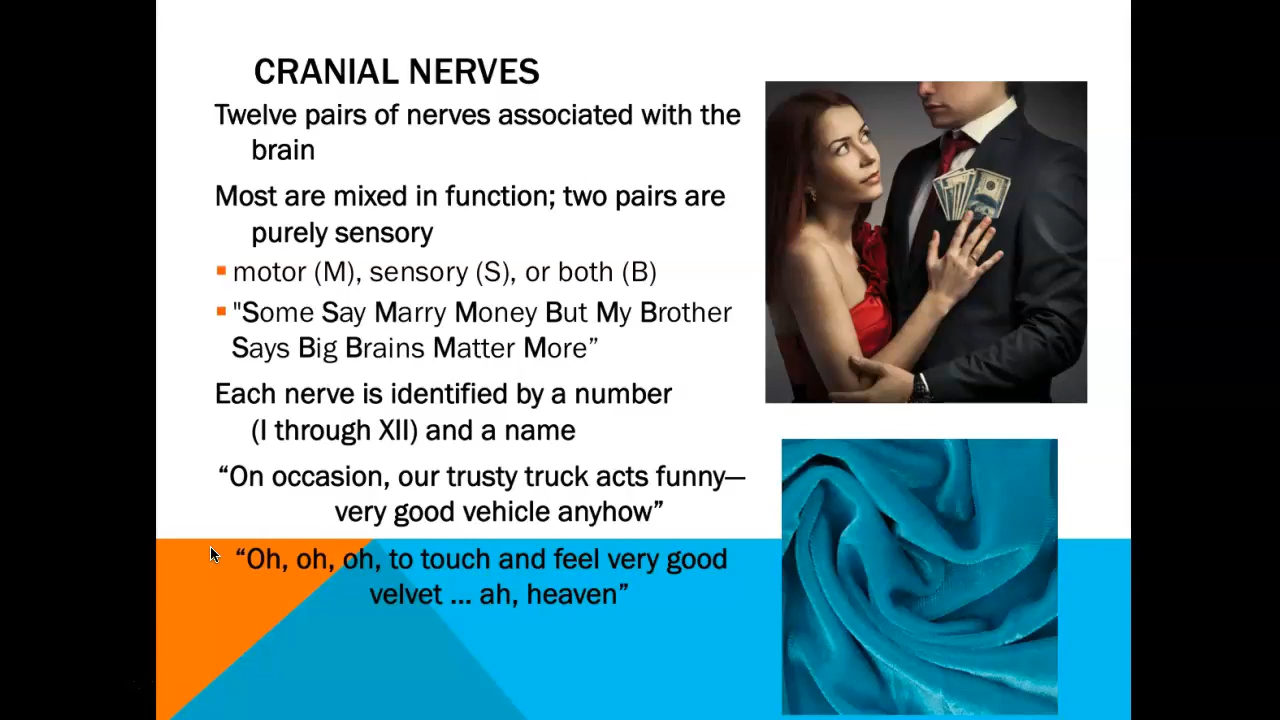 CRANIAL NERVES
Twelve pairs of nerves associated with the
brain
Most are mixed in function; two pairs are
purely sensory
motor (M), sensory (S), or both (B)
"Some Say Marry Money But My Brother
Says Big Brains Matter More”
Each nerve is identified by a number
(I through XII) and a name
“On occasion, our trusty truck acts funny—
very good vehicle anyhow”
“Oh, oh, oh, to touch and feel very good
velvet ... ah, heaven”